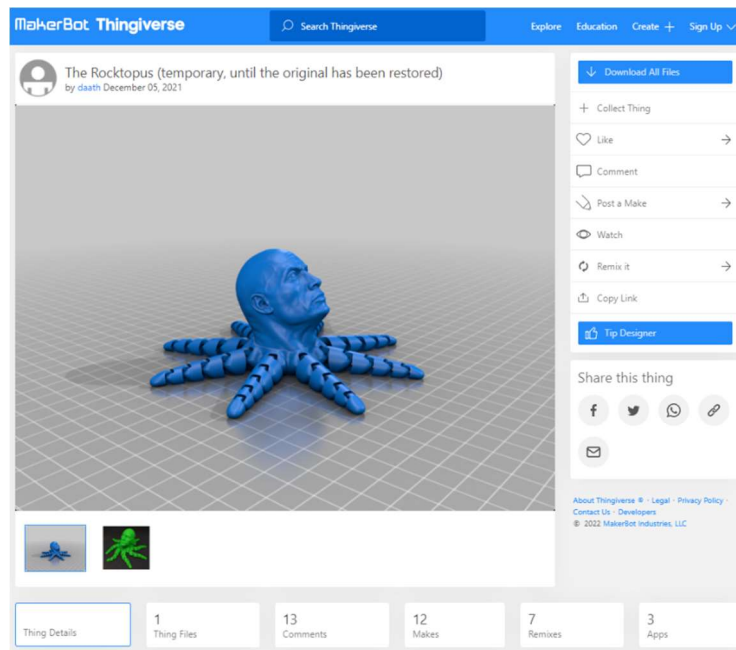 MakerBot Thingiverse
Search Thingiverse
Explore Education Create + Sign Up
The Rocktopus (temporary, until the original has been restored)
by daath December 05, 2021
Download All Files
Collect Thing
Like
Comment
Post a Make
Watch
Remix it
Copy Link
Tip Designer
Share this thing
About Thingiverse ® · Legal · Privacy Policy ·
Contact Us · Developers
© 2022 MakerBot Industries, LLC
Thing Details
1
Thing Files
13
Comments
12
Makes
7
Remixes
3
Apps